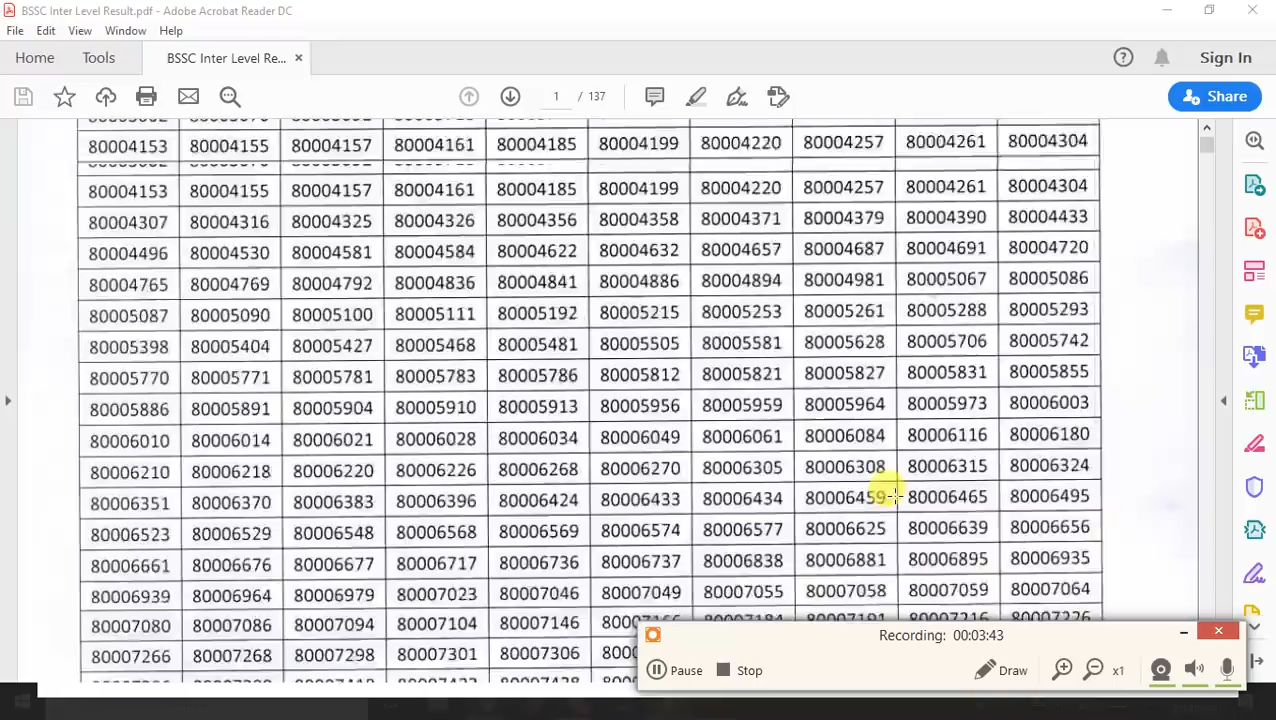 BSSC Inter Level Result.pdf - Adobe Acrobat Reader DC
File Edit View Window Help
Home Tools BSSC Inter Level Re... × Sign In
1 / 137 Share
80004153 80004155 80004157 80004161 80004185 80004199 80004220 80004257 80004261 80004304
80004153 80004155 80004157 80004161 80004185 80004199 80004220 80004257 80004261 80004304
80004307 80004316 80004325 80004326 80004356 80004358 80004371 80004379 80004390 80004433
80004496 80004530 80004581 80004584 80004622 80004632 80004657 80004687 80004691 80004720
80004765 80004769 80004792 80004836 80004841 80004886 80004894 80004981 80005067 80005086
80005087 80005090 80005100 80005111 80005192 80005215 80005253 80005261 80005288 80005293
80005398 80005404 80005427 80005468 80005481 80005505 80005581 80005628 80005706 80005742
80005770 80005771 80005781 80005783 80005786 80005812 80005821 80005827 80005831 80005855
80005886 80005891 80005904 80005910 80005913 80005956 80005959 80005964 80005973 80006003
80006010 80006014 80006021 80006028 80006034 80006049 80006061 80006084 80006116 80006180
80006210 80006218 80006220 80006226 80006268 80006270 80006305 80006308 80006315 80006324
80006351 80006370 80006383 80006396 80006424 80006433 80006434 80006459 80006465 80006495
80006523 80006529 80006548 80006568 80006569 80006574 80006577 80006625 80006639 80006656
80006661 80006676 80006677 80006717 80006736 80006737 80006838 80006881 80006895 80006935
80006939 80006964 80006979 80007023 80007046 80007049 80007055 80007058 80007059 80007064
80007080 80007086 80007094 80007104 80007146
80007266 80007268 80007298 80007301 80007306
Recording: 00:03:43
Pause Stop Draw x1